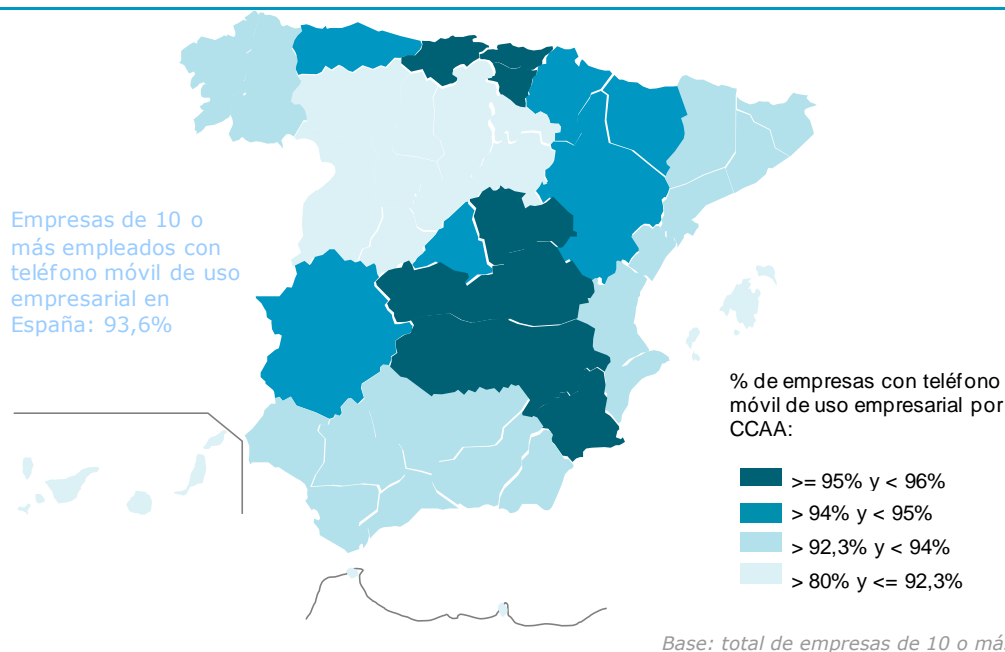 Empresas de 10 o
más empleados con
teléfono móvil de uso
empresarial en
España: 93,6%
% de empresas con teléfono
móvil de uso empresarial por
CCAA:
>= 95% y < 96%
> 94% y < 95%
> 92,3% y < 94%
> 80% y <= 92,3%
Base: total de empresas de 10 o má